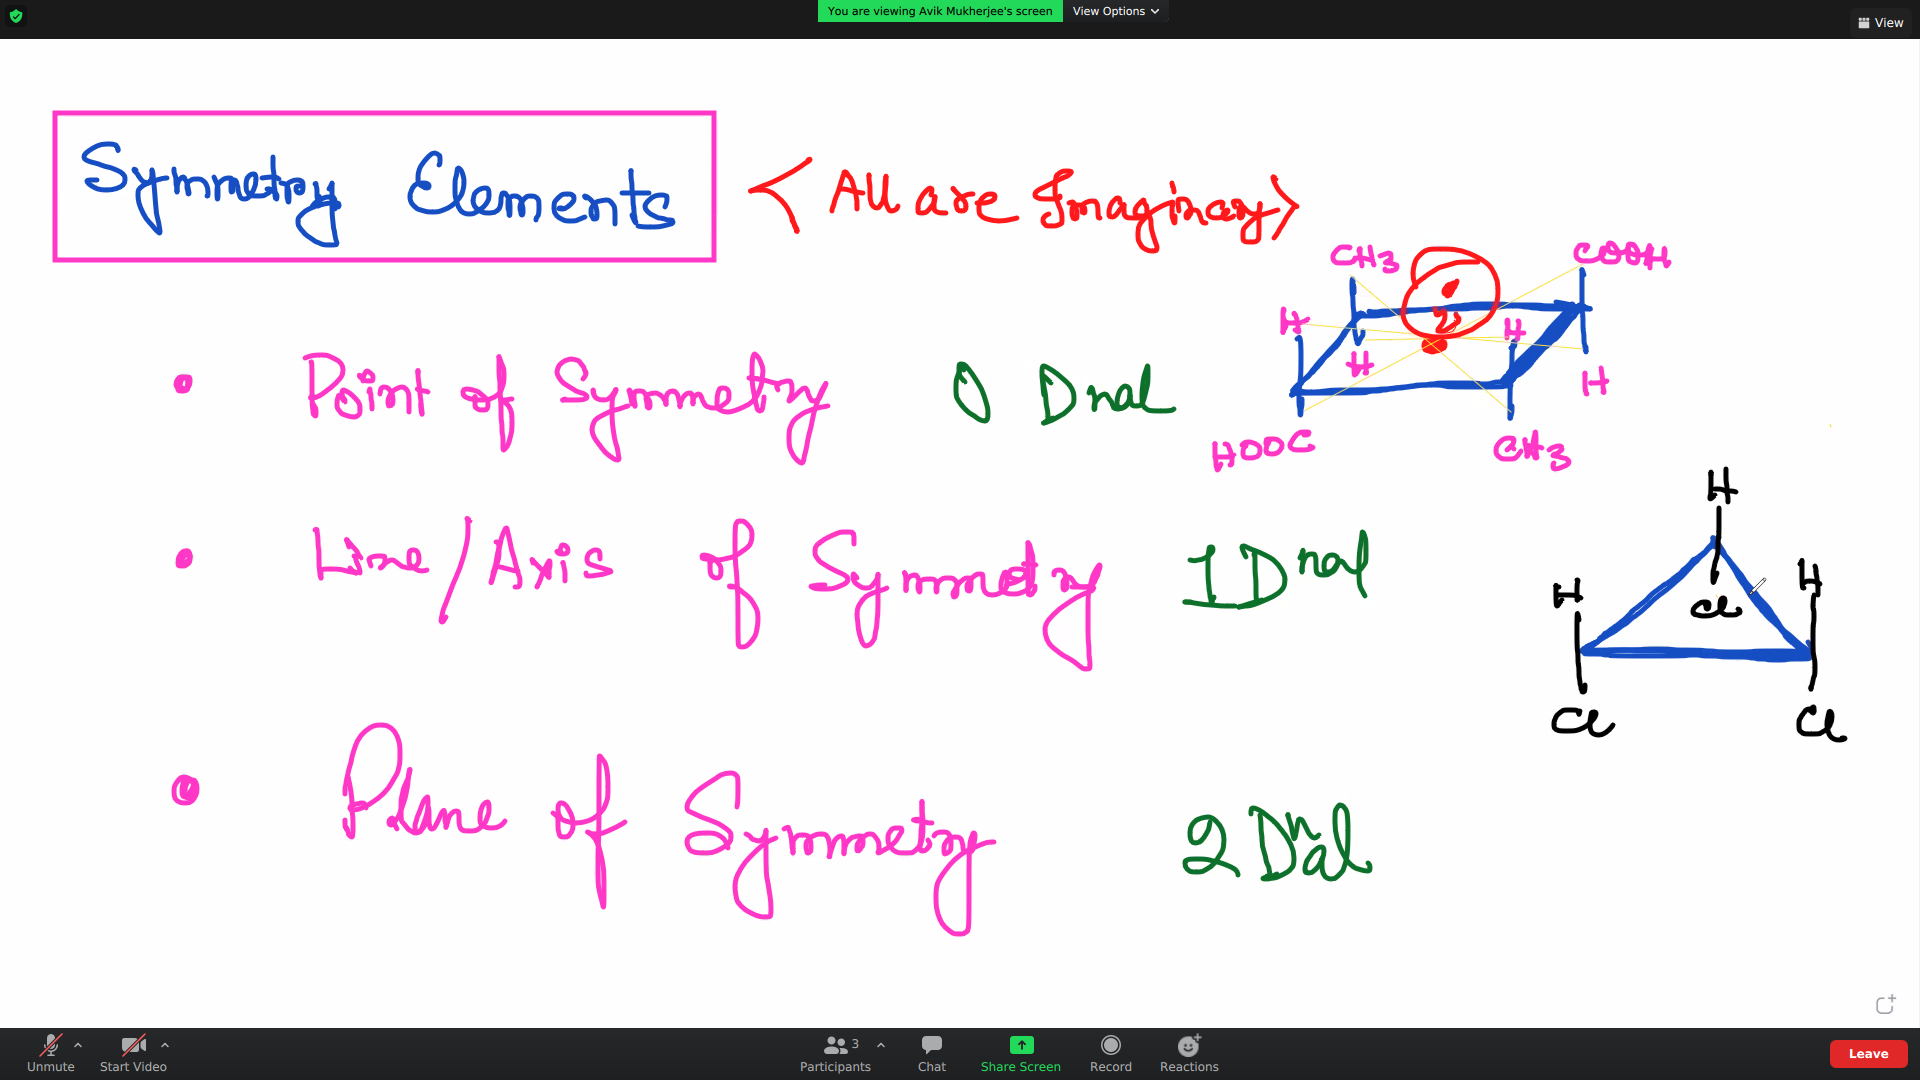 You are viewing Avik Mukherjee's screen View Options
View
Symmetry Elements < All are Imaginary >
CH3 COOH
H H
H H
Point of Symmetry 0 Dnal
HOOC CH3
H
Line/Axis of Symmetry 1 Dnal
H H
Cl
Cl Cl
Plane of Symmetry 2 Dnal
3
Unmute Start Video Participants Chat Share Screen Record Reactions Leave